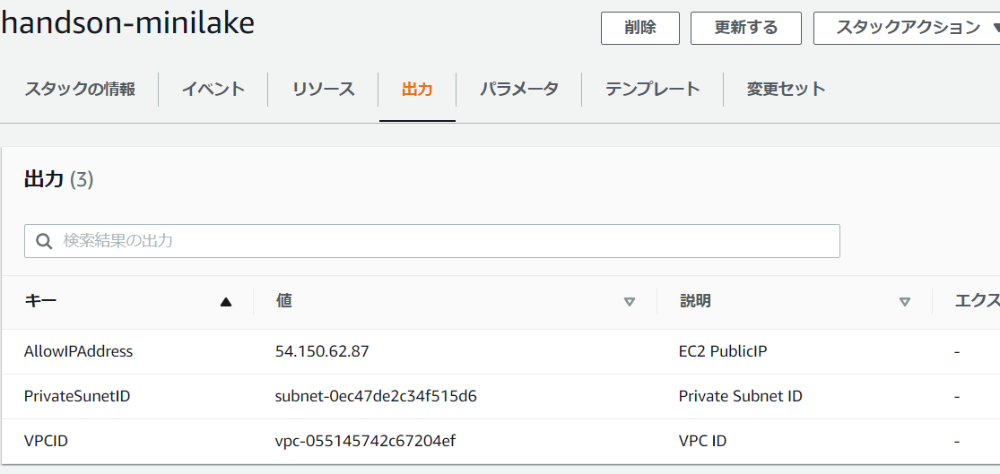 handson-minilake
削除 更新する スタックアクション
スタックの情報 イベント リソース 出力 パラメータ テンプレート 変更セット
出力 (3)
検索結果の出力
キー 値 説明 エクス
AllowIPAddress 54.150.62.87 EC2 PublicIP -
PrivateSunetID subnet-0ec47de2c34f515d6 Private Subnet ID -
VPCID vpc-055145742c67204ef VPC ID -